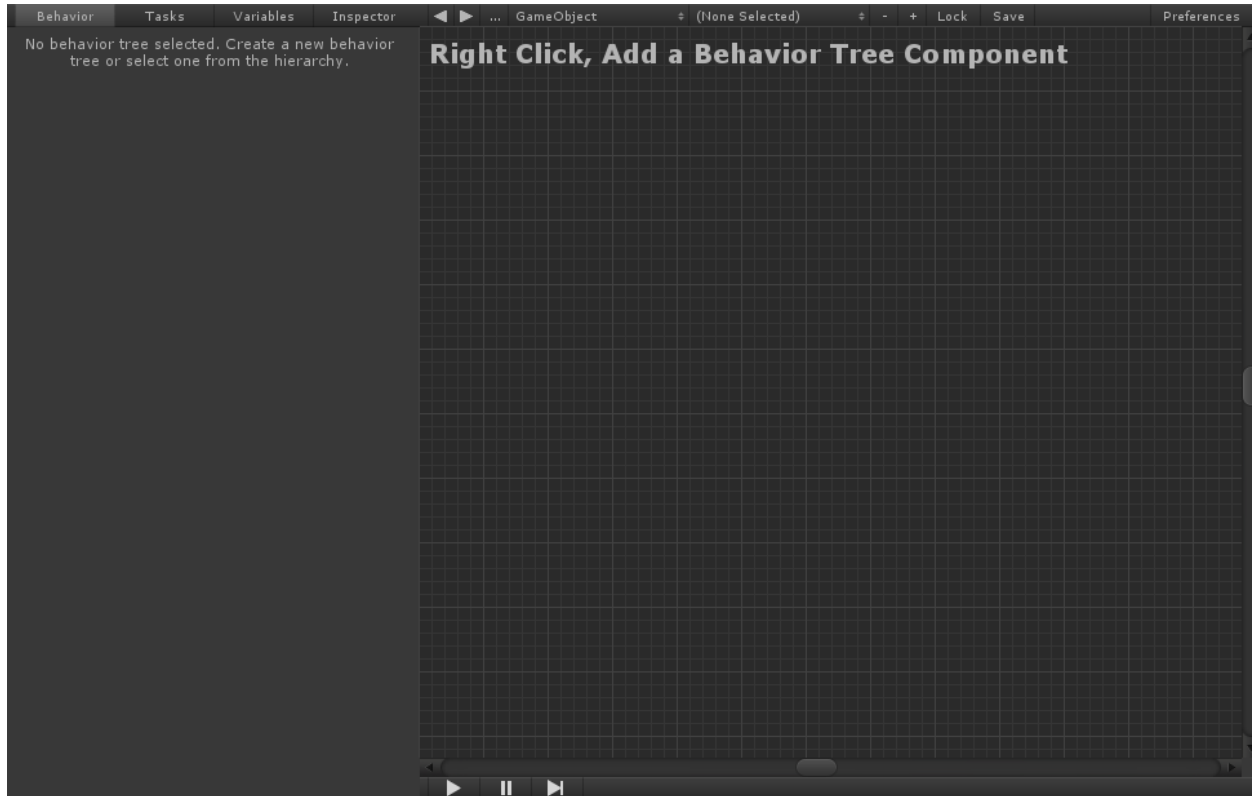 Behavior Tasks Variables Inspector ... GameObject (None Selected) - + Lock Save Preferences
No behavior tree selected. Create a new behavior
tree or select one from the hierarchy.
Right Click, Add a Behavior Tree Component